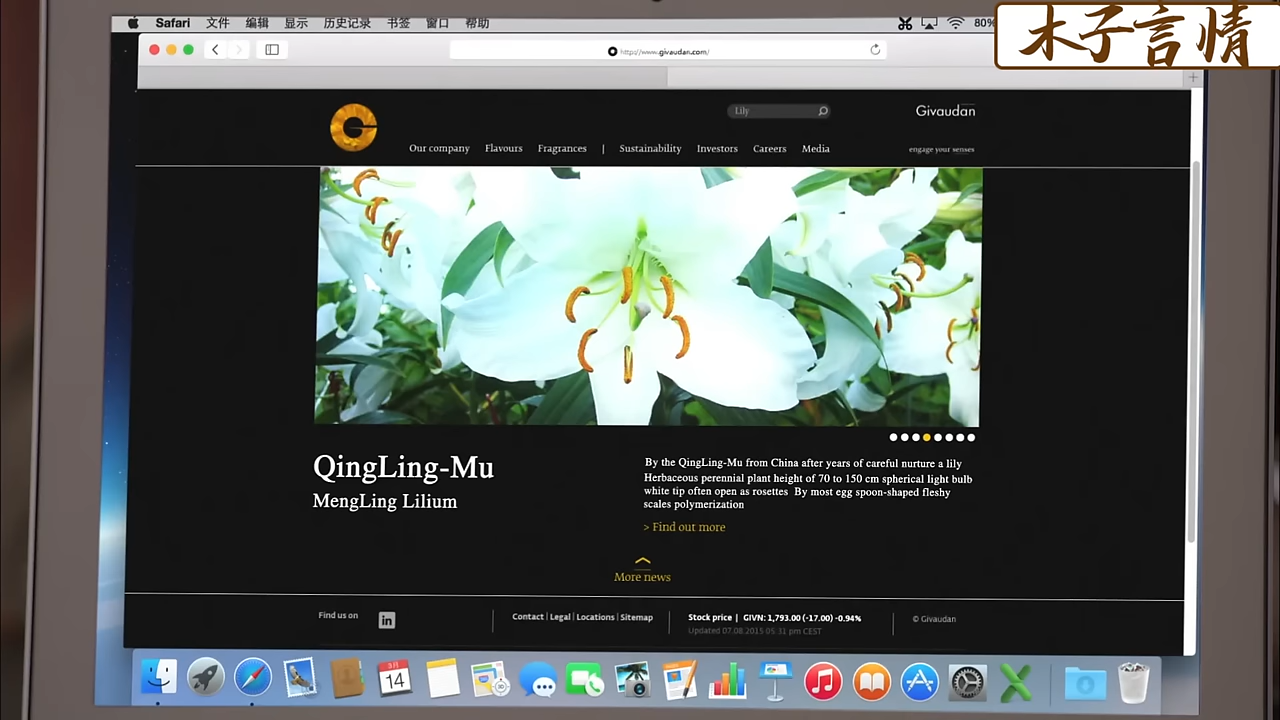 Safari 文件 编辑 显示 历史记录 书签 窗口 帮助 80%
木子言情
http://www.givaudan.com/
Lily
Givaudan
Our company Flavours Fragrances | Sustainability Investors Careers Media
engage your senses
QingLing-Mu
MengLing Lilium
By the QingLing-Mu from China after years of careful nurture a lily
Herbaceous perennial plant height of 70 to 150 cm spherical light bulb
white tip often open as rosettes By most egg spoon-shaped fleshy
scales polymerization
> Find out more
More news
Find us on in
Contact | Legal | Locations | Sitemap
Stock price | GIVN: 1,793.00 (-17.00) -0.94%
Updated 07.08.2015 05:31 pm CEST
© Givaudan
3月
14